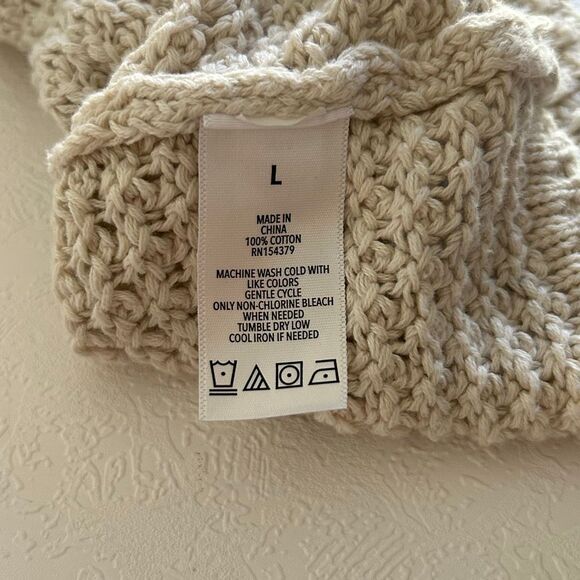 L
MADE IN
CHINA
100% COTTON
RN154379
MACHINE WASH COLD WITH
LIKE COLORS
GENTLE CYCLE
ONLY NON-CHLORINE BLEACH
WHEN NEEDED
TUMBLE DRY LOW
COOL IRON IF NEEDED